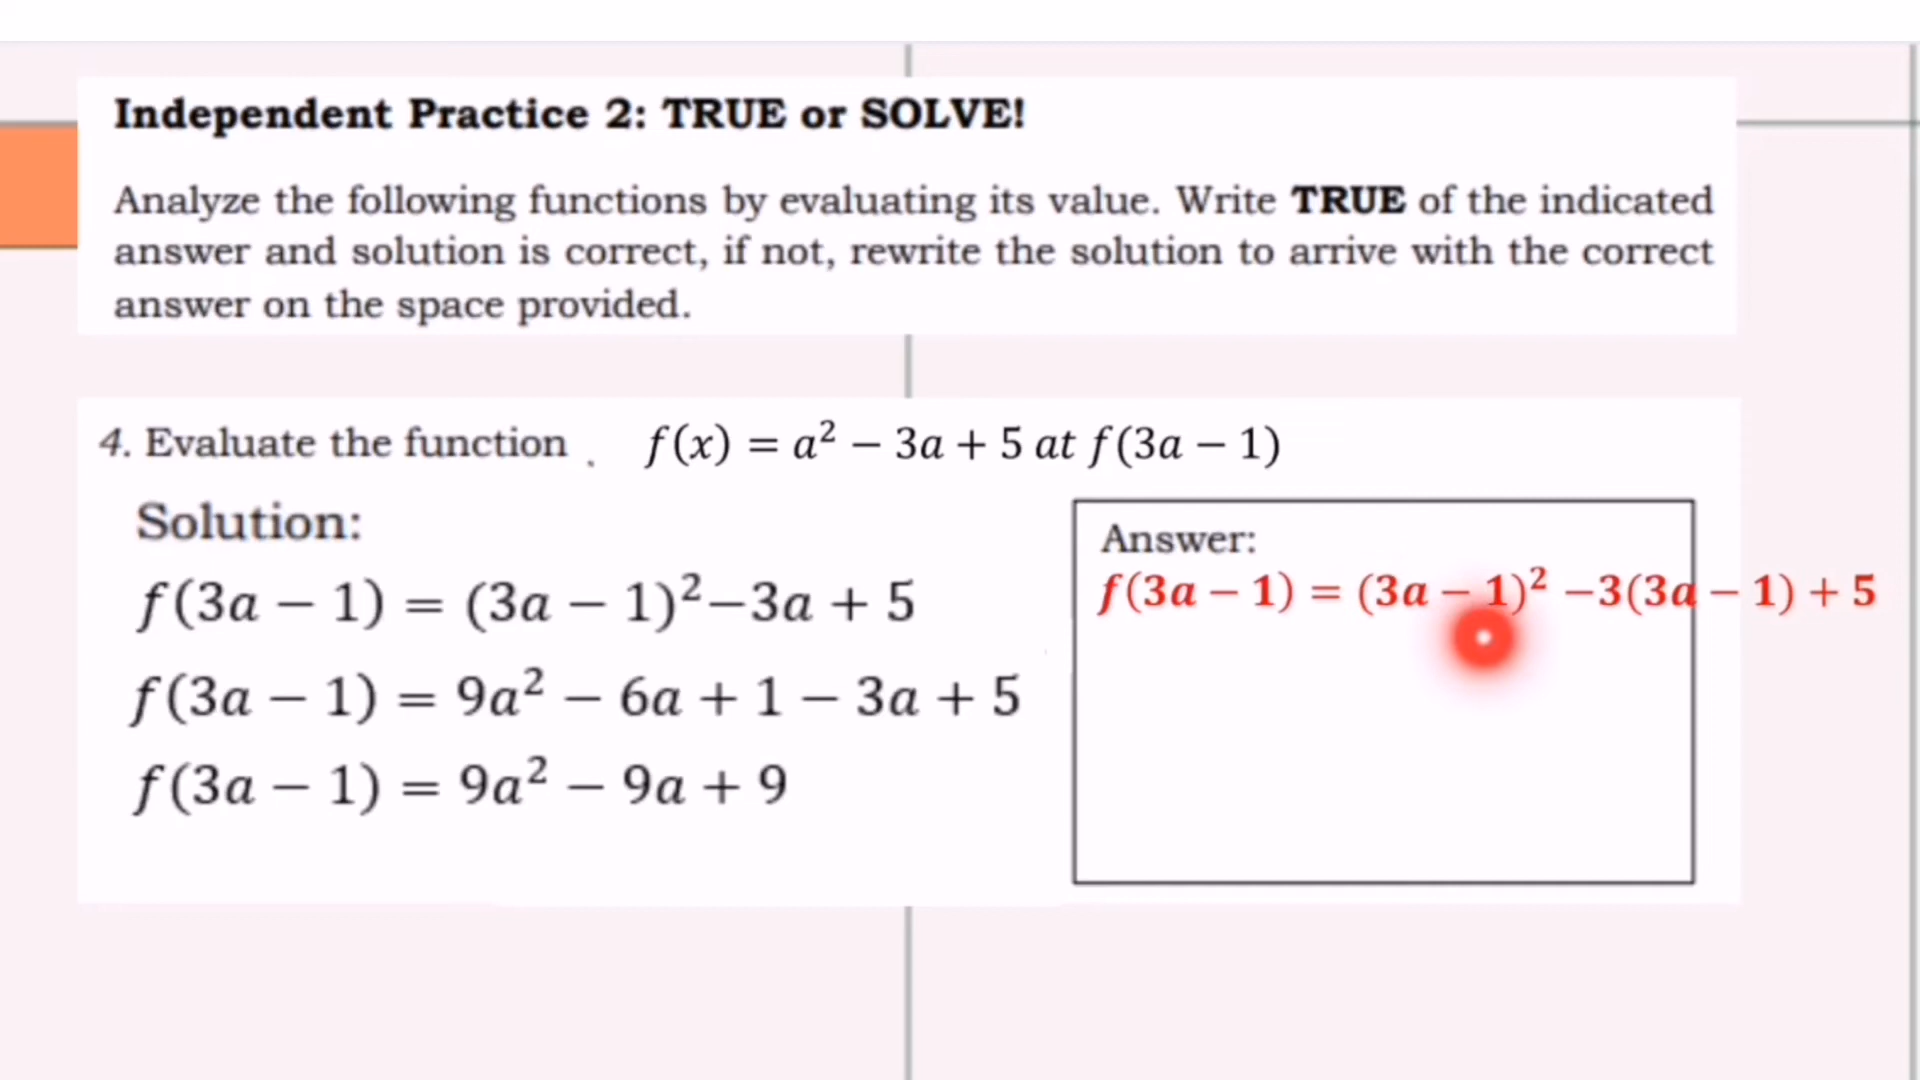 Independent Practice 2: TRUE or SOLVE!
Analyze the following functions by evaluating its value. Write TRUE of the indicated
answer and solution is correct, if not, rewrite the solution to arrive with the correct
answer on the space provided.
4. Evaluate the function . f(x) = a² − 3a + 5 at f(3a − 1)
Solution:
f(3a − 1) = (3a − 1)²−3a + 5
f(3a − 1) = 9a² − 6a + 1 − 3a + 5
f(3a − 1) = 9a² − 9a + 9
Answer:
f(3a − 1) = (3a − 1)² −3(3a − 1) + 5